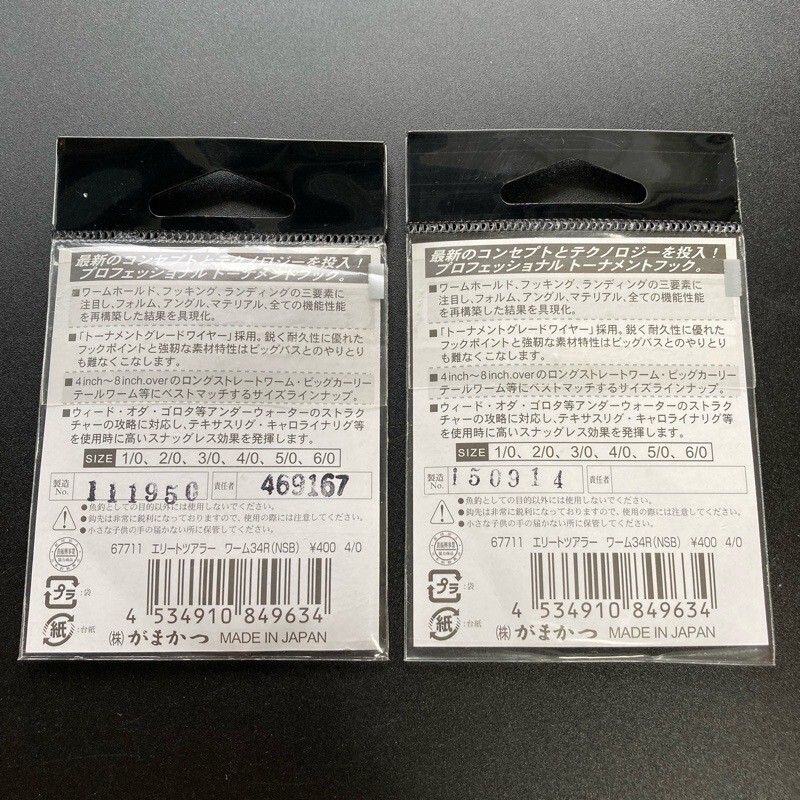 最新のコンセプトとテクノロジーを投入!
プロフェッショナル トーナメントフック。
■ワームホールド、フッキング、ランディングの三要素に
注目し、フォルム、アングル、マテリアル、全ての機能性能
を再構築した結果を具現化。
■「トーナメントグレードワイヤー」採用。鋭く耐久性に優れた
フックポイントと強靭な素材特性はビッグバスとのやりとり
も難なくこなします。
■4inch〜8inch.overのロングストレートワーム・ビッグカーリー
テールワーム等にベストマッチするサイズラインナップ。
■ウィード・オダ・ゴロタ等アンダーウォーターのストラク
チャーの攻略に対応し、テキサスリグ・キャロライナリグ等
を使用時に高いスナッグレス効果を発揮します。
SIZE 1/0、2/0、3/0、4/0、5/0、6/0
製造No. 111950 責任者 469167
●魚釣としての目的以外には使用しないでください。
●鈎先は非常に鋭利になっておりますので、使用の際には注意してください。
●小さな子供の手の届かない所に保管してください。
67711 エリートツアラー ワーム34R(NSB) ¥400 4/0
プラ :袋
紙 :台紙
4 534910 849634
(株)がまかつ MADE IN JAPAN
最新のコンセプトとテクノロジーを投入!
プロフェッショナル トーナメントフック。
■ワームホールド、フッキング、ランディングの三要素に
注目し、フォルム、アングル、マテリアル、全ての機能性能
を再構築した結果を具現化。
■「トーナメントグレードワイヤー」採用。鋭く耐久性に優れた
フックポイントと強靭な素材特性はビッグバスとのやりとり
も難なくこなします。
■4inch〜8inch.overのロングストレートワーム・ビッグカーリー
テールワーム等にベストマッチするサイズラインナップ。
■ウィード・オダ・ゴロタ等アンダーウォーターのストラク
チャーの攻略に対応し、テキサスリグ・キャロライナリグ等
を使用時に高いスナッグレス効果を発揮します。
SIZE 1/0、2/0、3/0、4/0、5/0、6/0
製造No. 150914 責任者
●魚釣としての目的以外には使用しないでください。
●鈎先は非常に鋭利になっておりますので、使用の際には注意してください。
●小さな子供の手の届かない所に保管してください。
67711 エリートツアラー ワーム34R(NSB) ¥400 4/0
プラ :袋
紙 :台紙
4 534910 849634
(株)がまかつ MADE IN JAPAN